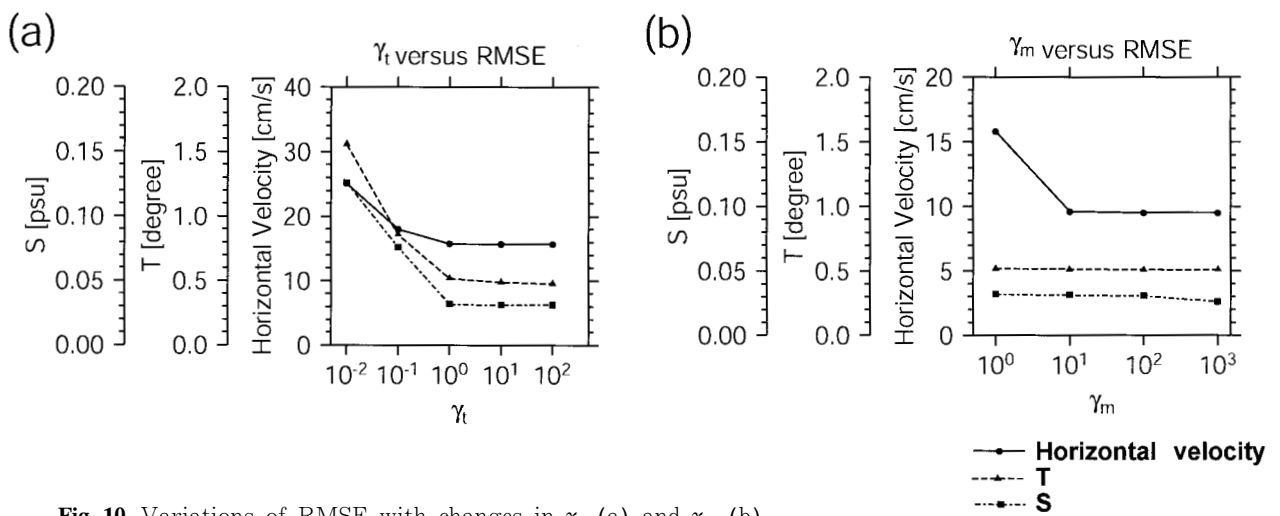 (a)
γt versus RMSE
S [psu]
0.20
0.15
0.10
0.05
0.00
T [degree]
2.0
1.5
1.0
0.5
0.0
Horizontal Velocity [cm/s]
40
30
20
10
0
10-2 10-1 100 101 102
γt
(b)
γm versus RMSE
S [psu]
0.20
0.15
0.10
0.05
0.00
T [degree]
2.0
1.5
1.0
0.5
0.0
Horizontal Velocity [cm/s]
20
15
10
5
0
100 101 102 103
γm
Horizontal velocity
T
S
Fig. 10 Variations of RMSE with changes in γ (a) and γ (b)